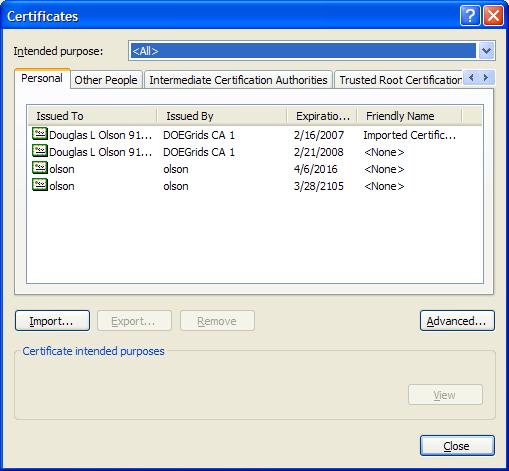 Certificates
Intended purpose: <All>
Personal Other People Intermediate Certification Authorities Trusted Root Certification
Issued To Issued By Expiratio... Friendly Name
Douglas L Olson 91... DOEGrids CA 1 2/16/2007 Imported Certific...
Douglas L Olson 91... DOEGrids CA 1 2/21/2008 <None>
olson olson 4/6/2016 <None>
olson olson 3/28/2105 <None>
Import... Export... Remove Advanced...
Certificate intended purposes
View
Close